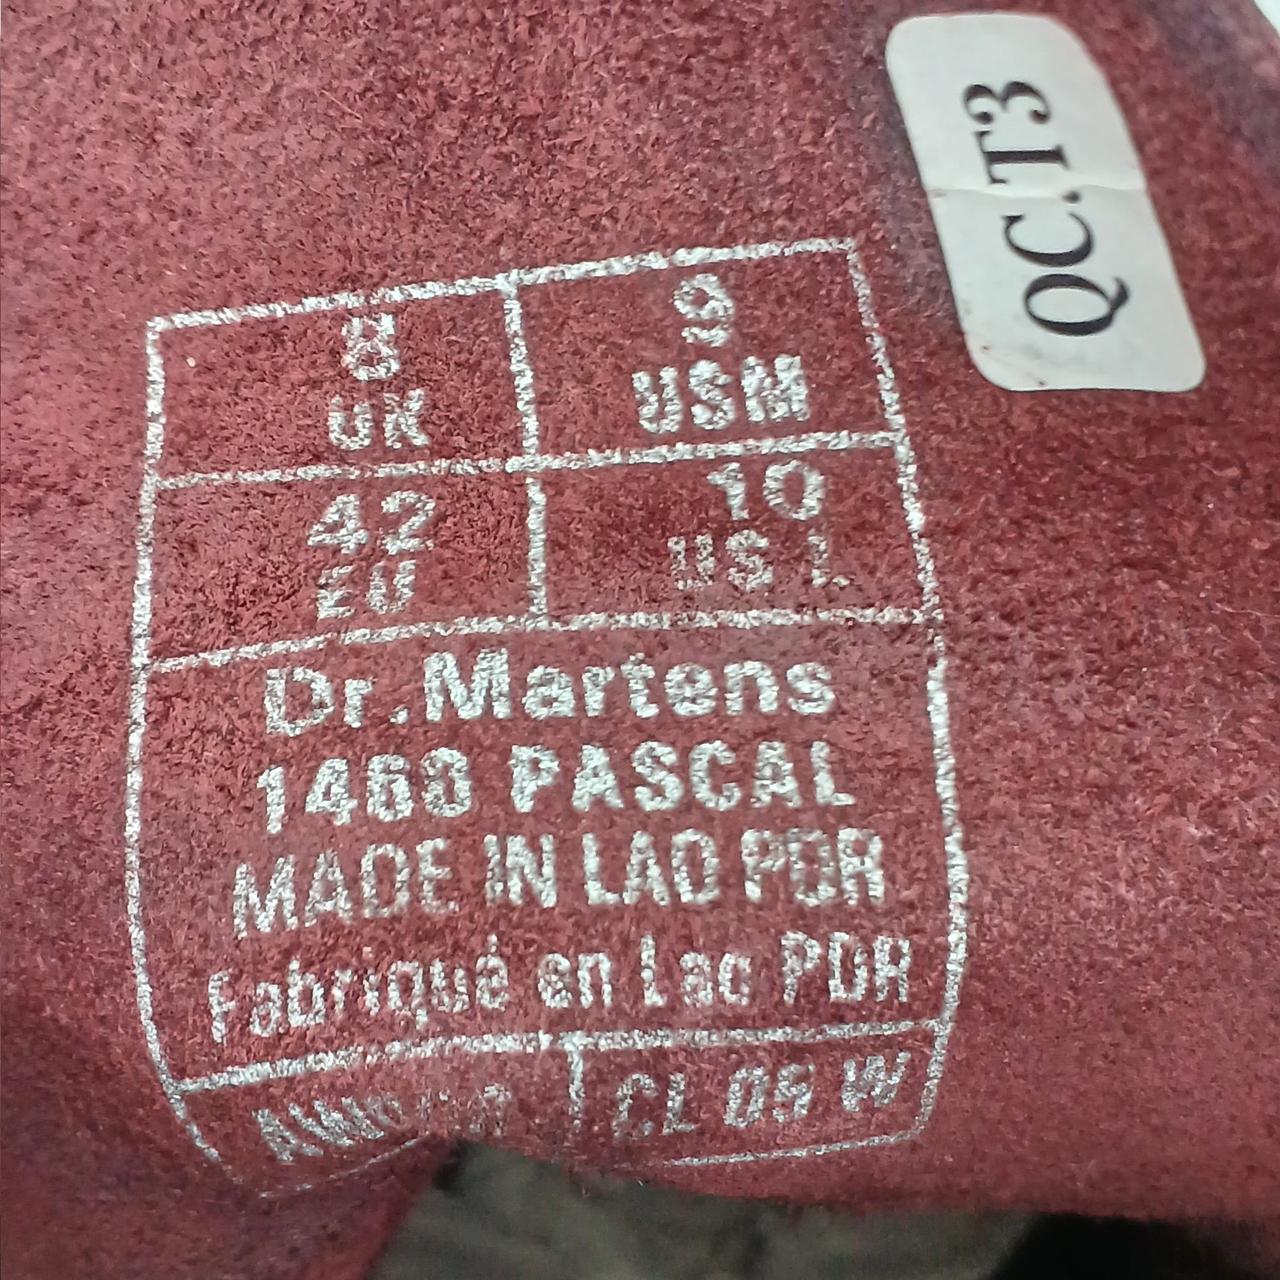 QC.T3
8 9
UK USM
42 10
EU US L
Dr.Martens
1460 PASCAL
MADE IN LAO PDR
Fabriqué en Lao PDR
CL 05 W